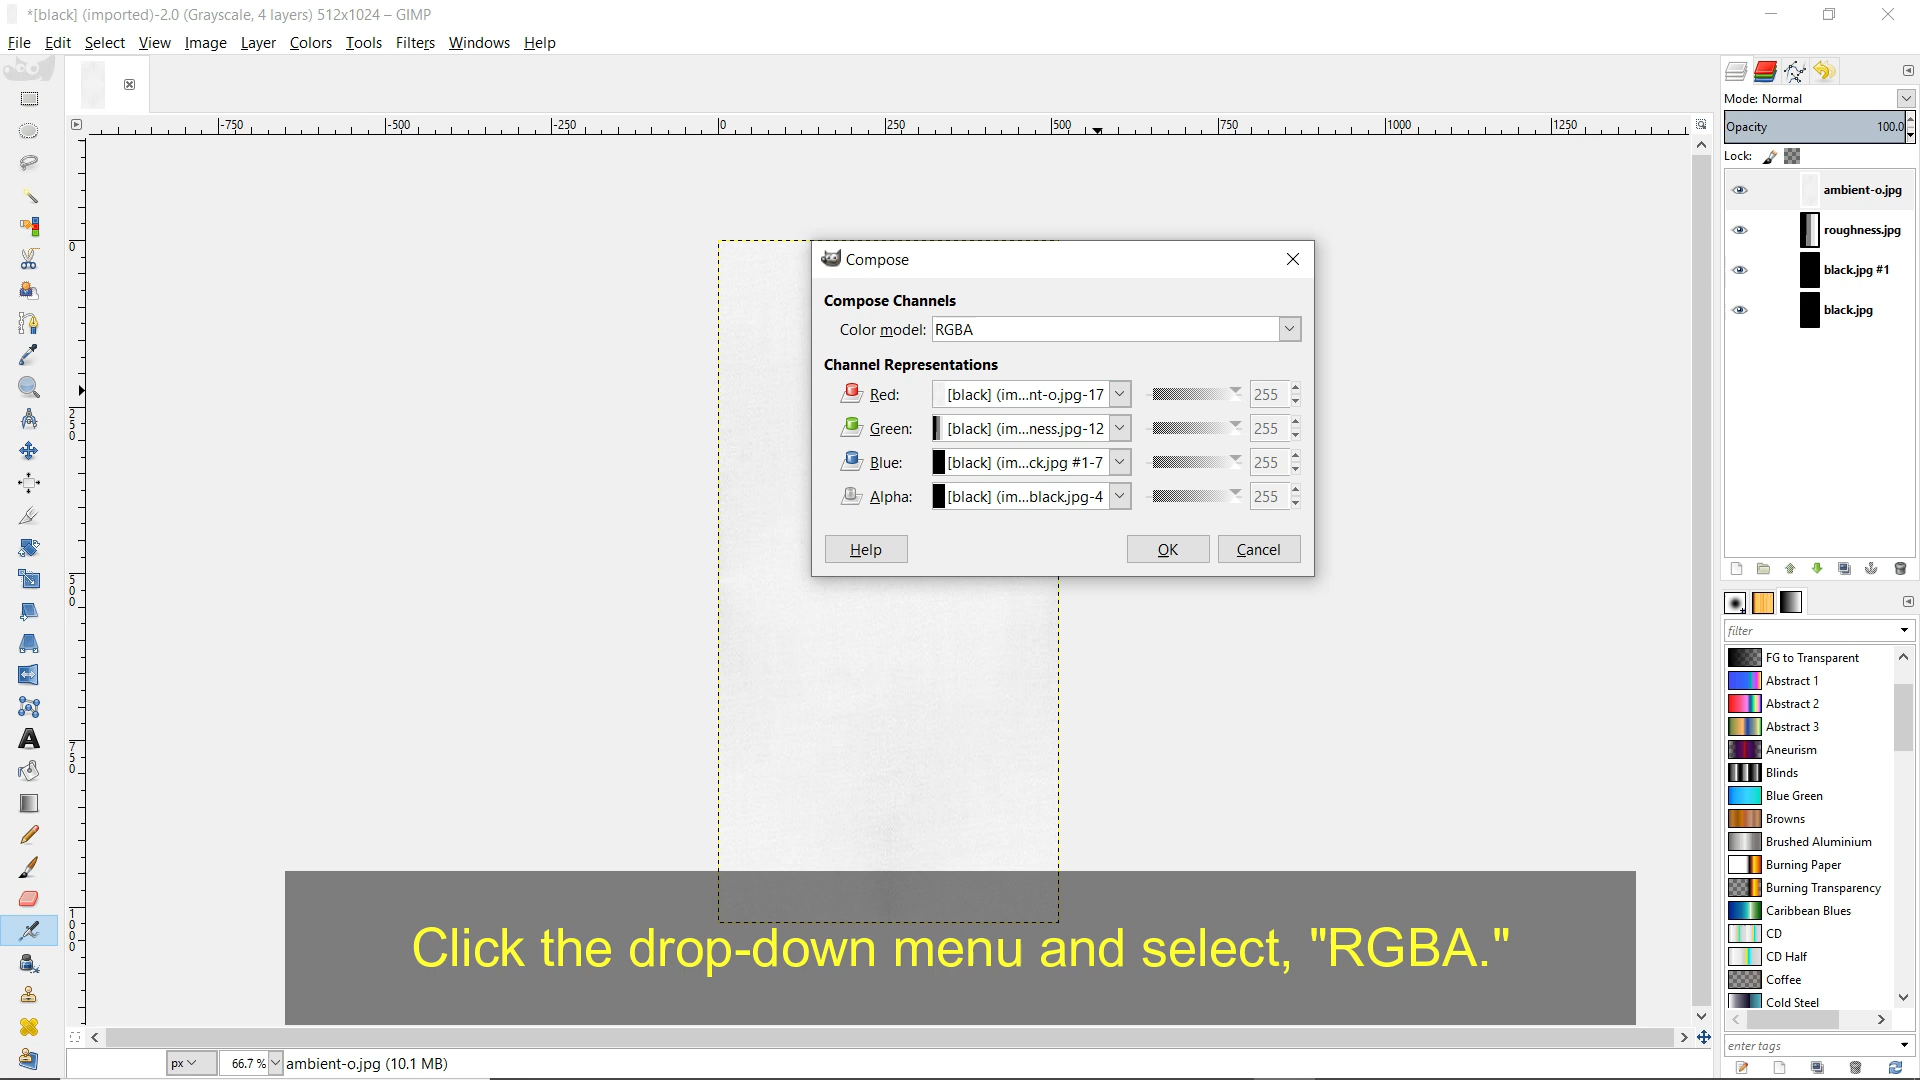 *[black] (imported)-2.0 (Grayscale, 4 layers) 512x1024 – GIMP
File Edit Select View Image Layer Colors Tools Filters Windows Help
-750 -500 -250 0 250 500 750 1000 1250
0
250
500
750
1000
Compose
Compose Channels
Color model: RGBA
Channel Representations
Red: [black] (im...nt-o.jpg-17 255
Green: [black] (im...ness.jpg-12 255
Blue: [black] (im...ck.jpg #1-7 255
Alpha: [black] (im...black.jpg-4 255
Help OK Cancel
Click the drop-down menu and select, "RGBA."
px 66.7 % ambient-o.jpg (10.1 MB)
Mode: Normal
Opacity 100.0
Lock:
ambient-o.jpg
roughness.jpg
black.jpg #1
black.jpg
filter
FG to Transparent
Abstract 1
Abstract 2
Abstract 3
Aneurism
Blinds
Blue Green
Browns
Brushed Aluminium
Burning Paper
Burning Transparency
Caribbean Blues
CD
CD Half
Coffee
Cold Steel
enter tags